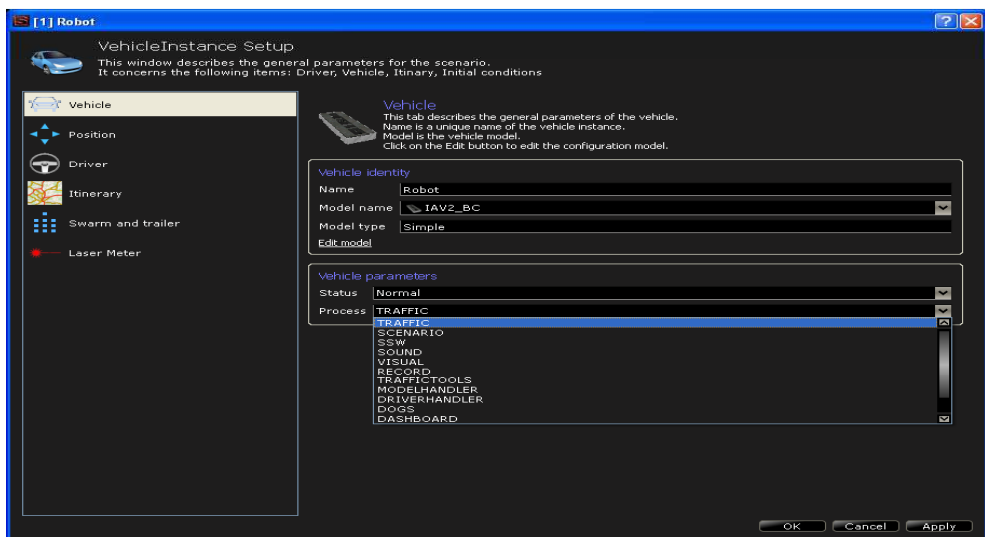 [1] Robot
VehicleInstance Setup
This window describes the general parameters for the scenario.
It concerns the following items: Driver, Vehicle, Itinary, Initial conditions
Vehicle
Position
Driver
Itinerary
Swarm and trailer
Laser Meter
Vehicle
This tab describes the general parameters of the vehicle.
Name is a unique name of the vehicle instance.
Model is the vehicle model.
Click on the Edit button to edit the configuration model.
Vehicle identity
Name Robot
Model name IAV2_BC
Model type Simple
Edit model
Vehicle parameters
Status Normal
Process TRAFFIC
TRAFFIC
SCENARIO
SSW
SOUND
VISUAL
RECORD
TRAFFICTOOLS
MODELHANDLER
DRIVERHANDLER
DOGS
DASHBOARD
OK Cancel Apply